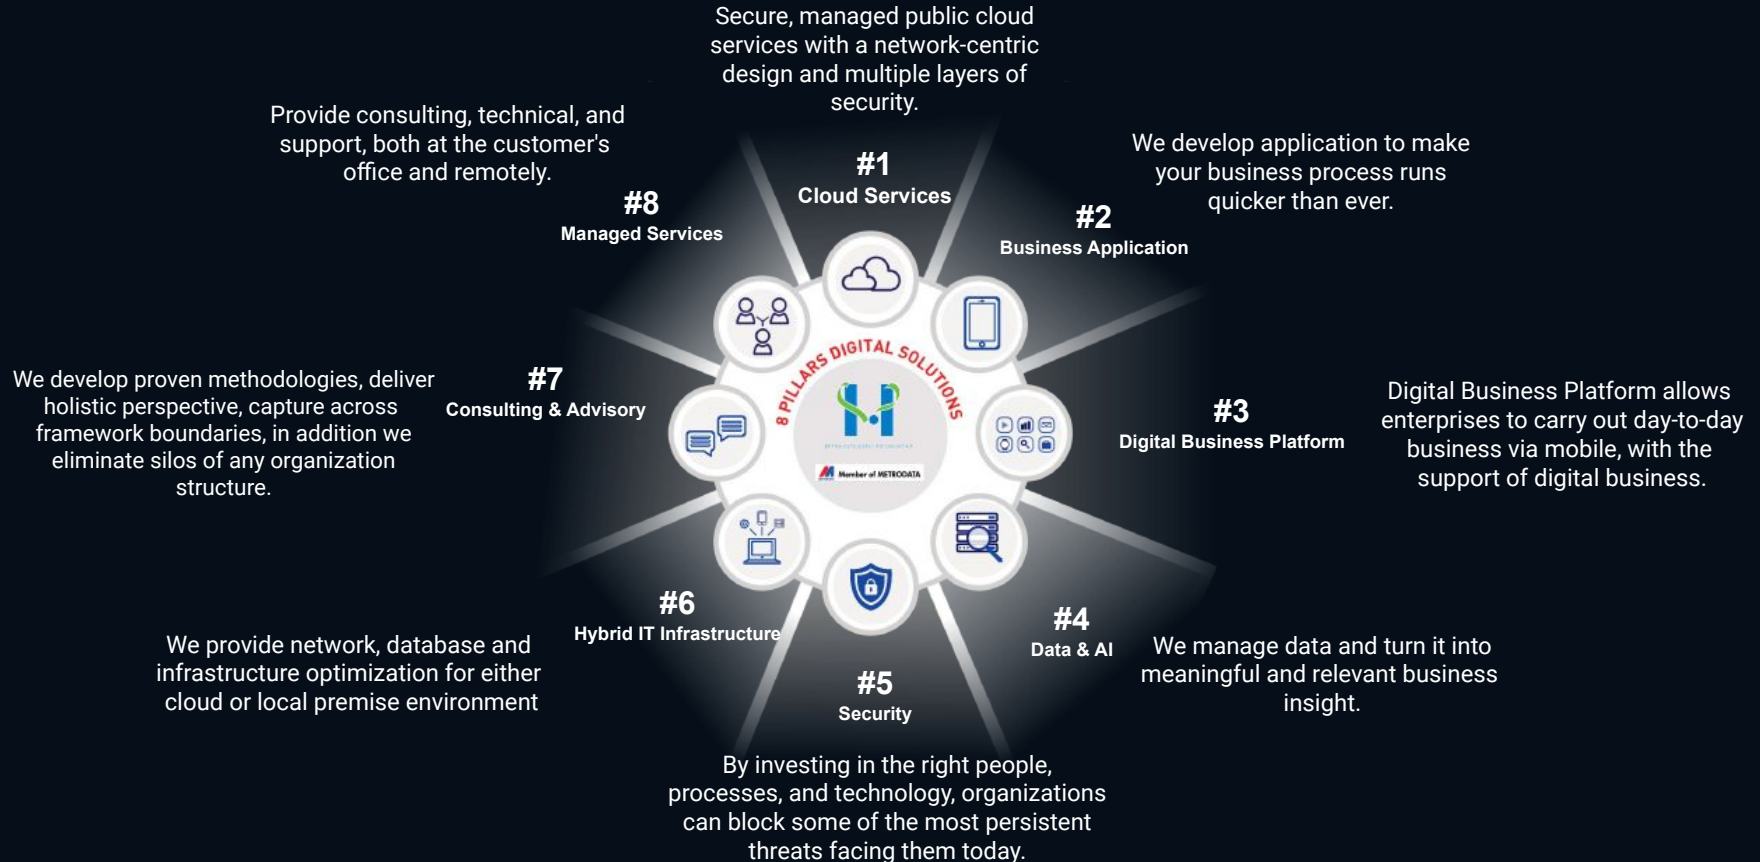 Secure, managed public cloud
services with a network-centric
design and multiple layers of
security.
#1
Cloud Services
We develop application to make
your business process runs
quicker than ever.
#2
Business Application
Digital Business Platform allows
enterprises to carry out day-to-day
business via mobile, with the
support of digital business.
#3
Digital Business Platform
#4
Data & AI
We manage data and turn it into
meaningful and relevant business
insight.
#5
Security
By investing in the right people,
processes, and technology, organizations
can block some of the most persistent
threats facing them today.
#6
Hybrid IT Infrastructure
We provide network, database and
infrastructure optimization for either
cloud or local premise environment
#7
Consulting & Advisory
We develop proven methodologies, deliver
holistic perspective, capture across
framework boundaries, in addition we
eliminate silos of any organization
structure.
Provide consulting, technical, and
support, both at the customer's
office and remotely.
#8
Managed Services
8 PILLARS DIGITAL SOLUTIONS
Member of METRODATA